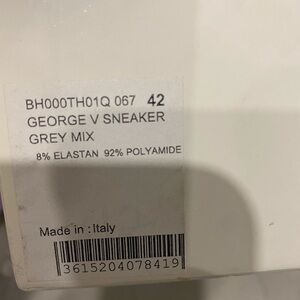 BH000TH01Q 067 42
GEORGE V SNEAKER
GREY MIX
8% ELASTAN 92% POLYAMIDE
Made in : Italy
3615204078419